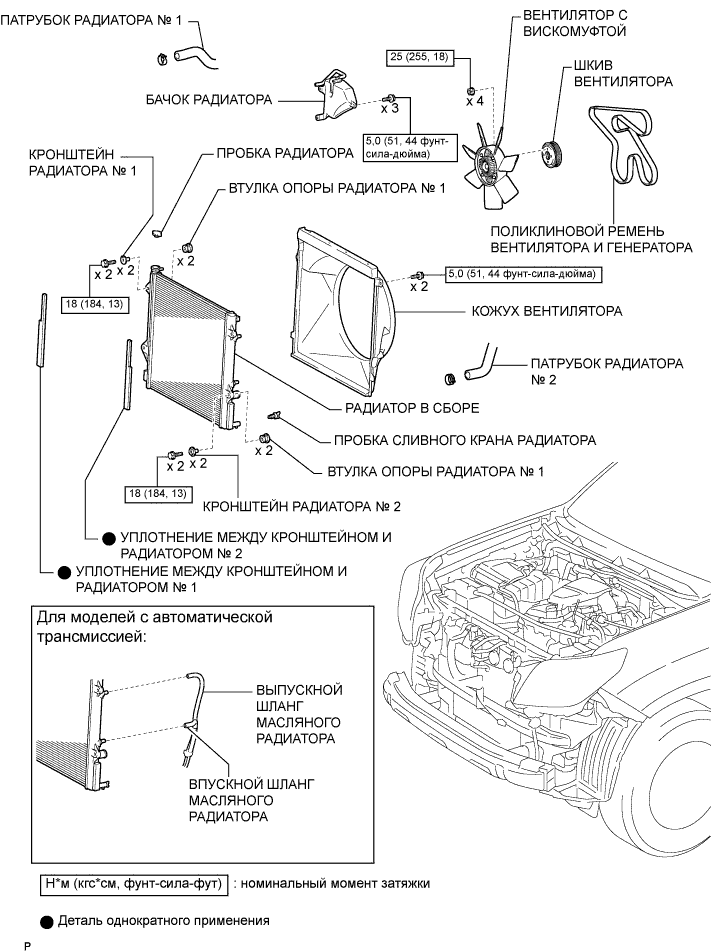 ПАТРУБОК РАДИАТОРА № 1
ВЕНТИЛЯТОР С
ВИСКОМУФТОЙ
25 (255, 18)
x 4
ШКИВ
ВЕНТИЛЯТОРА
БАЧОК РАДИАТОРА
x 3
5,0 (51, 44 фунт-
сила-дюйма)
КРОНШТЕЙН
РАДИАТОРА № 1
ПРОБКА РАДИАТОРА
ВТУЛКА ОПОРЫ РАДИАТОРА № 1
ПОЛИКЛИНОВОЙ РЕМЕНЬ
ВЕНТИЛЯТОРА И ГЕНЕРАТОРА
x 2
x 2
x 2
18 (184, 13)
5,0 (51, 44 фунт-сила-дюйма)
x 2
КОЖУХ ВЕНТИЛЯТОРА
ПАТРУБОК РАДИАТОРА
№ 2
РАДИАТОР В СБОРЕ
ПРОБКА СЛИВНОГО КРАНА РАДИАТОРА
x 2
x 2
x 2
ВТУЛКА ОПОРЫ РАДИАТОРА № 1
18 (184, 13)
КРОНШТЕЙН РАДИАТОРА № 2
УПЛОТНЕНИЕ МЕЖДУ КРОНШТЕЙНОМ И
РАДИАТОРОМ № 2
УПЛОТНЕНИЕ МЕЖДУ КРОНШТЕЙНОМ И
РАДИАТОРОМ № 1
Для моделей с автоматической
трансмиссией:
ВЫПУСКНОЙ
ШЛАНГ
МАСЛЯНОГО
РАДИАТОРА
ВПУСКНОЙ ШЛАНГ
МАСЛЯНОГО
РАДИАТОРА
Н*м (кгс*см, фунт-сила-фут) : номинальный момент затяжки
Деталь однократного применения
P